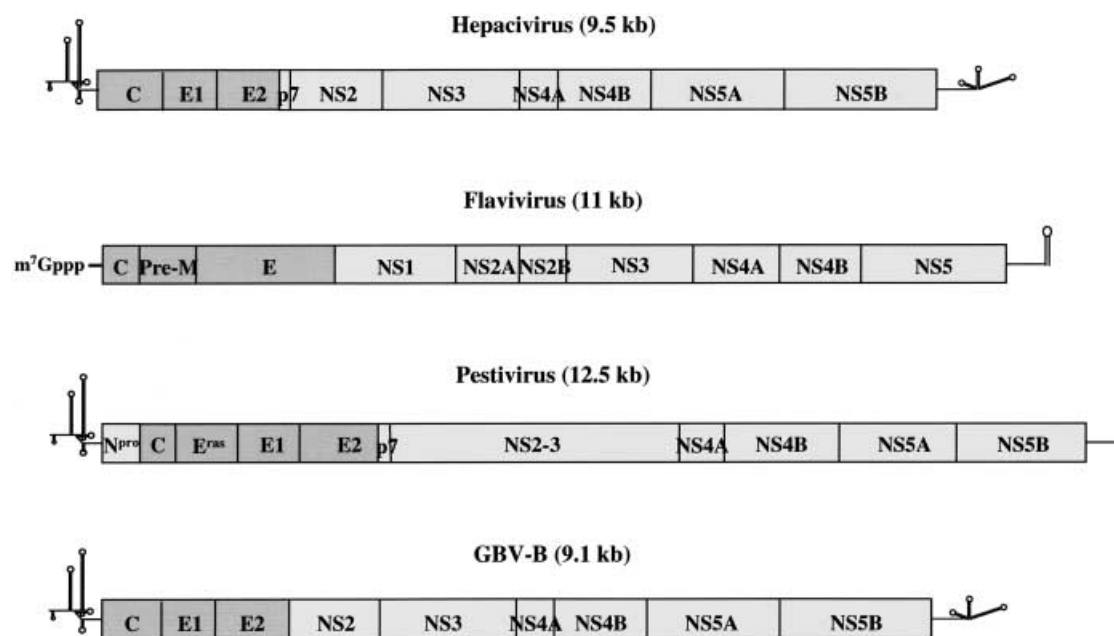 Hepacivirus (9.5 kb)
C E1 E2 p7 NS2 NS3 NS4A NS4B NS5A NS5B
Flavivirus (11 kb)
m⁷Gppp C Pre-M E NS1 NS2A NS2B NS3 NS4A NS4B NS5
Pestivirus (12.5 kb)
Nᵖʳᵒ C Eʳᵃˢ E1 E2 p7 NS2-3 NS4A NS4B NS5A NS5B
GBV-B (9.1 kb)
C E1 E2 NS2 NS3 NS4A NS4B NS5A NS5B